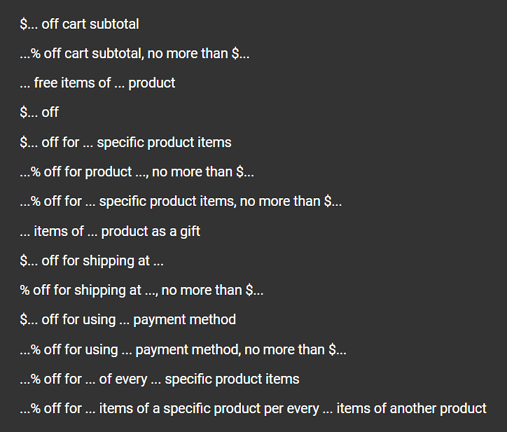 $... off cart subtotal
...% off cart subtotal, no more than $...
... free items of ... product
$... off
$... off for ... specific product items
...% off for product ..., no more than $...
...% off for ... specific product items, no more than $...
... items of ... product as a gift
$... off for shipping at ...
% off for shipping at ..., no more than $...
$... off for using ... payment method
...% off for using ... payment method, no more than $...
...% off for ... of every ... specific product items
...% off for ... items of a specific product per every ... items of another product